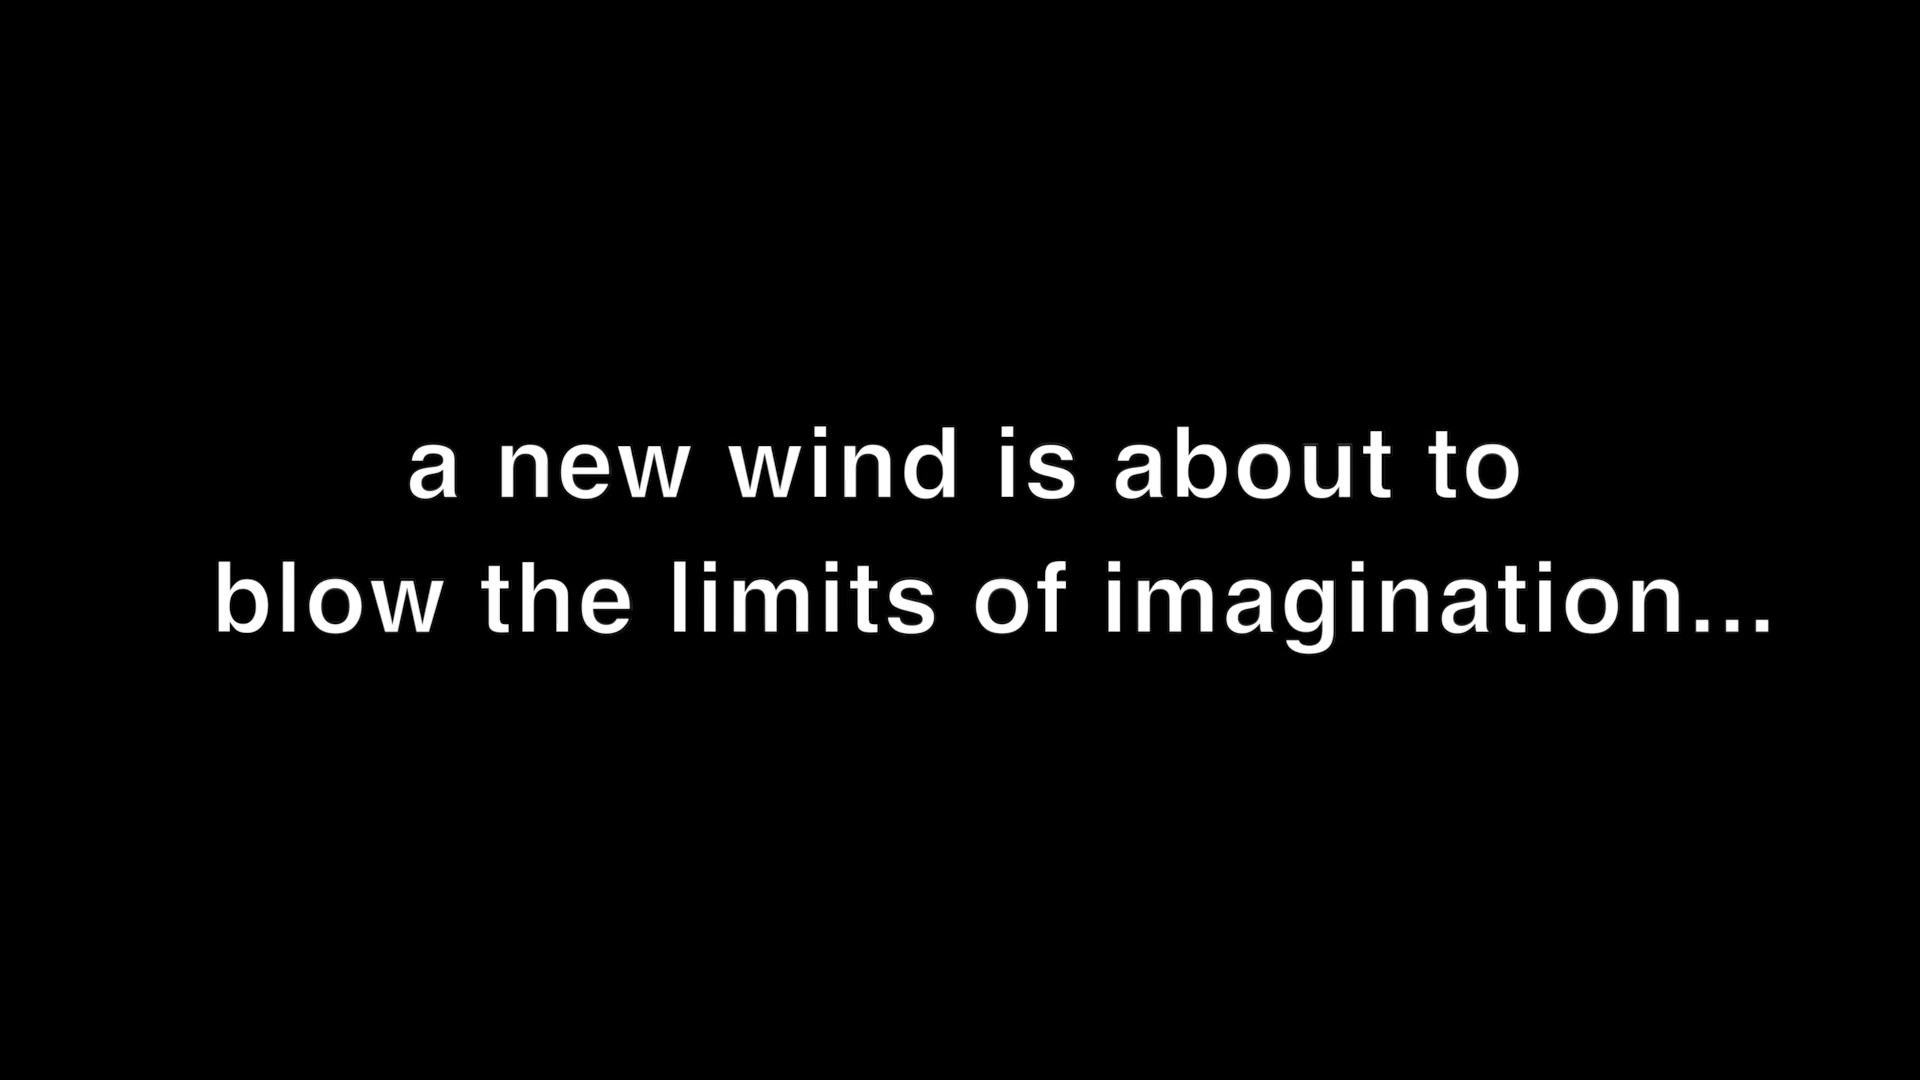 a new wind is about to
blow the limits of imagination...